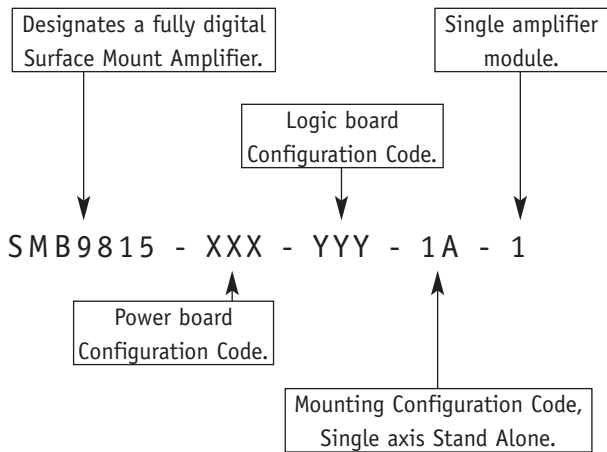 Designates a fully digital
Surface Mount Amplifier.
Single amplifier
module.
Logic board
Configuration Code.
SMB9815 - XXX - YYY - 1A - 1
Power board
Configuration Code.
Mounting Configuration Code,
Single axis Stand Alone.